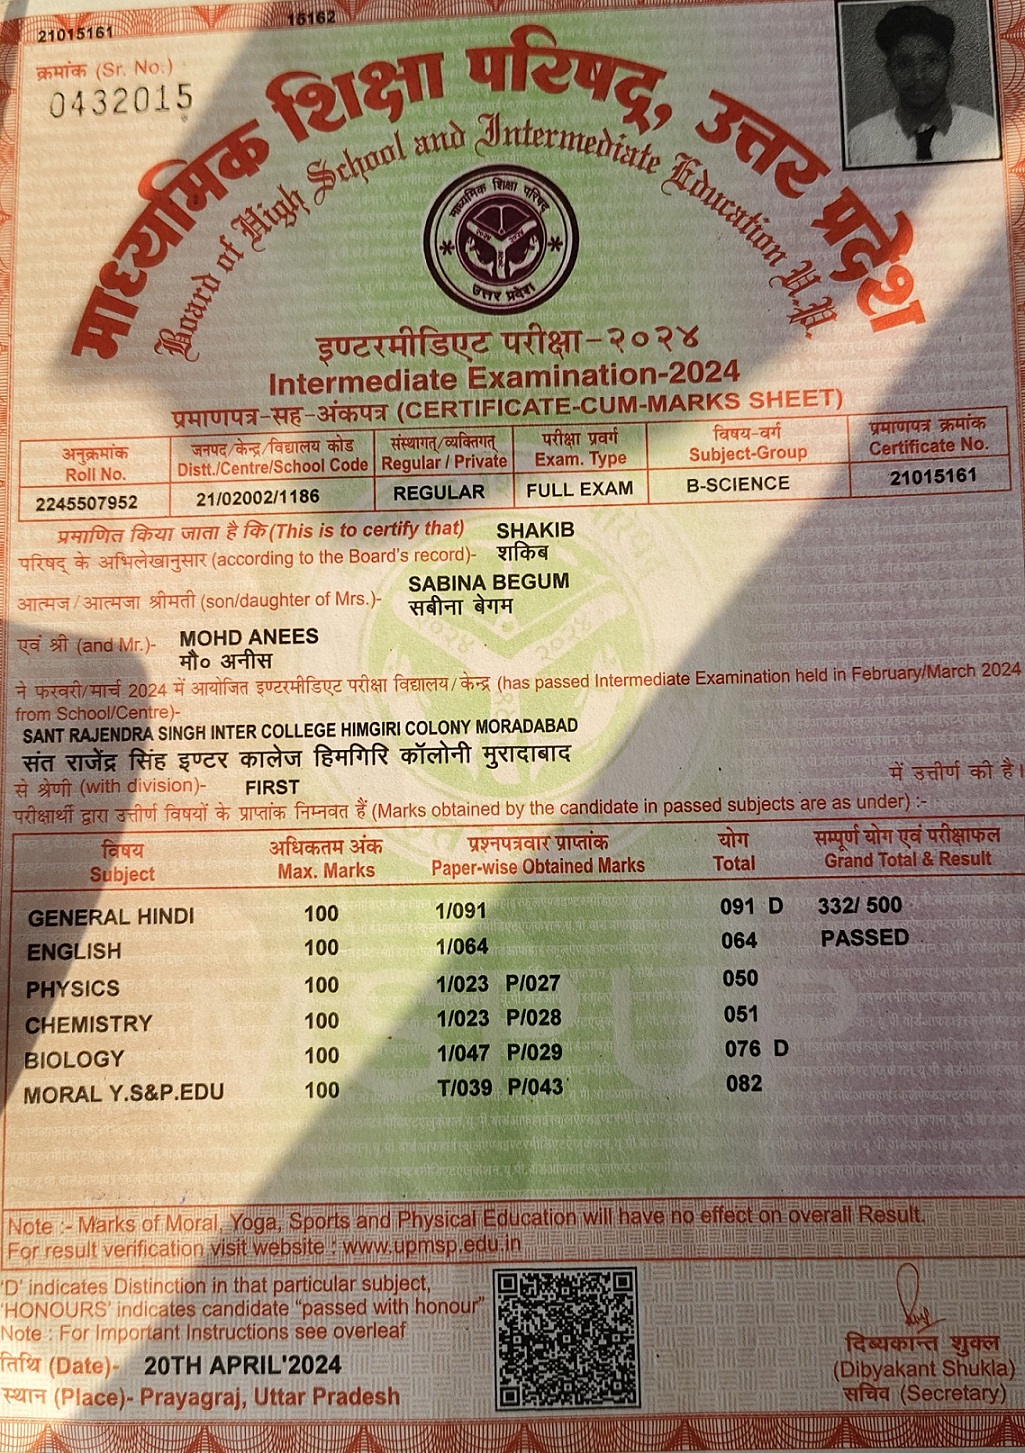 21015161
15162
क्रमांक (Sr. No.)
0432015
माध्यमिक शिक्षा परिषद्, उत्तर प्रदेश
Board of High School and Intermediate Education U.P.
माध्यमिक शिक्षा परिषद्
उत्तर प्रदेश
इण्टरमीडिएट परीक्षा-२०२४
Intermediate Examination-2024
प्रमाणपत्र-सह-अंकपत्र (CERTIFICATE-CUM-MARKS SHEET)
अनुक्रमांक जनपद/केन्द्र/विद्यालय कोड संस्थागत्/व्यक्तिगत् परीक्षा प्रवर्ग विषय-वर्ग प्रमाणपत्र क्रमांक
Roll No. Distt./Centre/School Code Regular / Private Exam. Type Subject-Group Certificate No.
2245507952 21/02002/1186 REGULAR FULL EXAM B-SCIENCE 21015161
प्रमाणित किया जाता है कि (This is to certify that) SHAKIB
परिषद् के अभिलेखानुसार (according to the Board's record)- शकिब
SABINA BEGUM
आत्मज/आत्मजा श्रीमती (son/daughter of Mrs.)- सबीना बेगम
एवं श्री (and Mr.)- MOHD ANEES
मौ० अनीस
ने फरवरी/मार्च 2024 में आयोजित इण्टरमीडिएट परीक्षा विद्यालय/केन्द्र (has passed Intermediate Examination held in February/March 2024
from School/Centre)-
SANT RAJENDRA SINGH INTER COLLEGE HIMGIRI COLONY MORADABAD
संत राजेंद्र सिंह इण्टर कालेज हिमगिरि कॉलोनी मुरादाबाद
से श्रेणी (with division)- FIRST में उत्तीर्ण की है।
परीक्षार्थी द्वारा उत्तीर्ण विषयों के प्राप्तांक निम्नवत हैं (Marks obtained by the candidate in passed subjects are as under) :-
विषय अधिकतम अंक प्रश्नपत्रवार प्राप्तांक योग सम्पूर्ण योग एवं परीक्षाफल
Subject Max. Marks Paper-wise Obtained Marks Total Grand Total & Result
GENERAL HINDI 100 1/091 091 D 332/ 500
ENGLISH 100 1/064 064 PASSED
PHYSICS 100 1/023 P/027 050
CHEMISTRY 100 1/023 P/028 051
BIOLOGY 100 1/047 P/029 076 D
MORAL Y.S&P.EDU 100 T/039 P/043 082
Note :- Marks of Moral, Yoga, Sports and Physical Education will have no effect on overall Result.
For result verification visit website : www.upmsp.edu.in
'D' indicates Distinction in that particular subject,
'HONOURS' indicates candidate "passed with honour"
Note : For Important Instructions see overleaf
तिथि (Date)- 20TH APRIL'2024
स्थान (Place)- Prayagraj, Uttar Pradesh
दिब्यकान्त शुक्ल
(Dibyakant Shukla)
सचिव (Secretary)